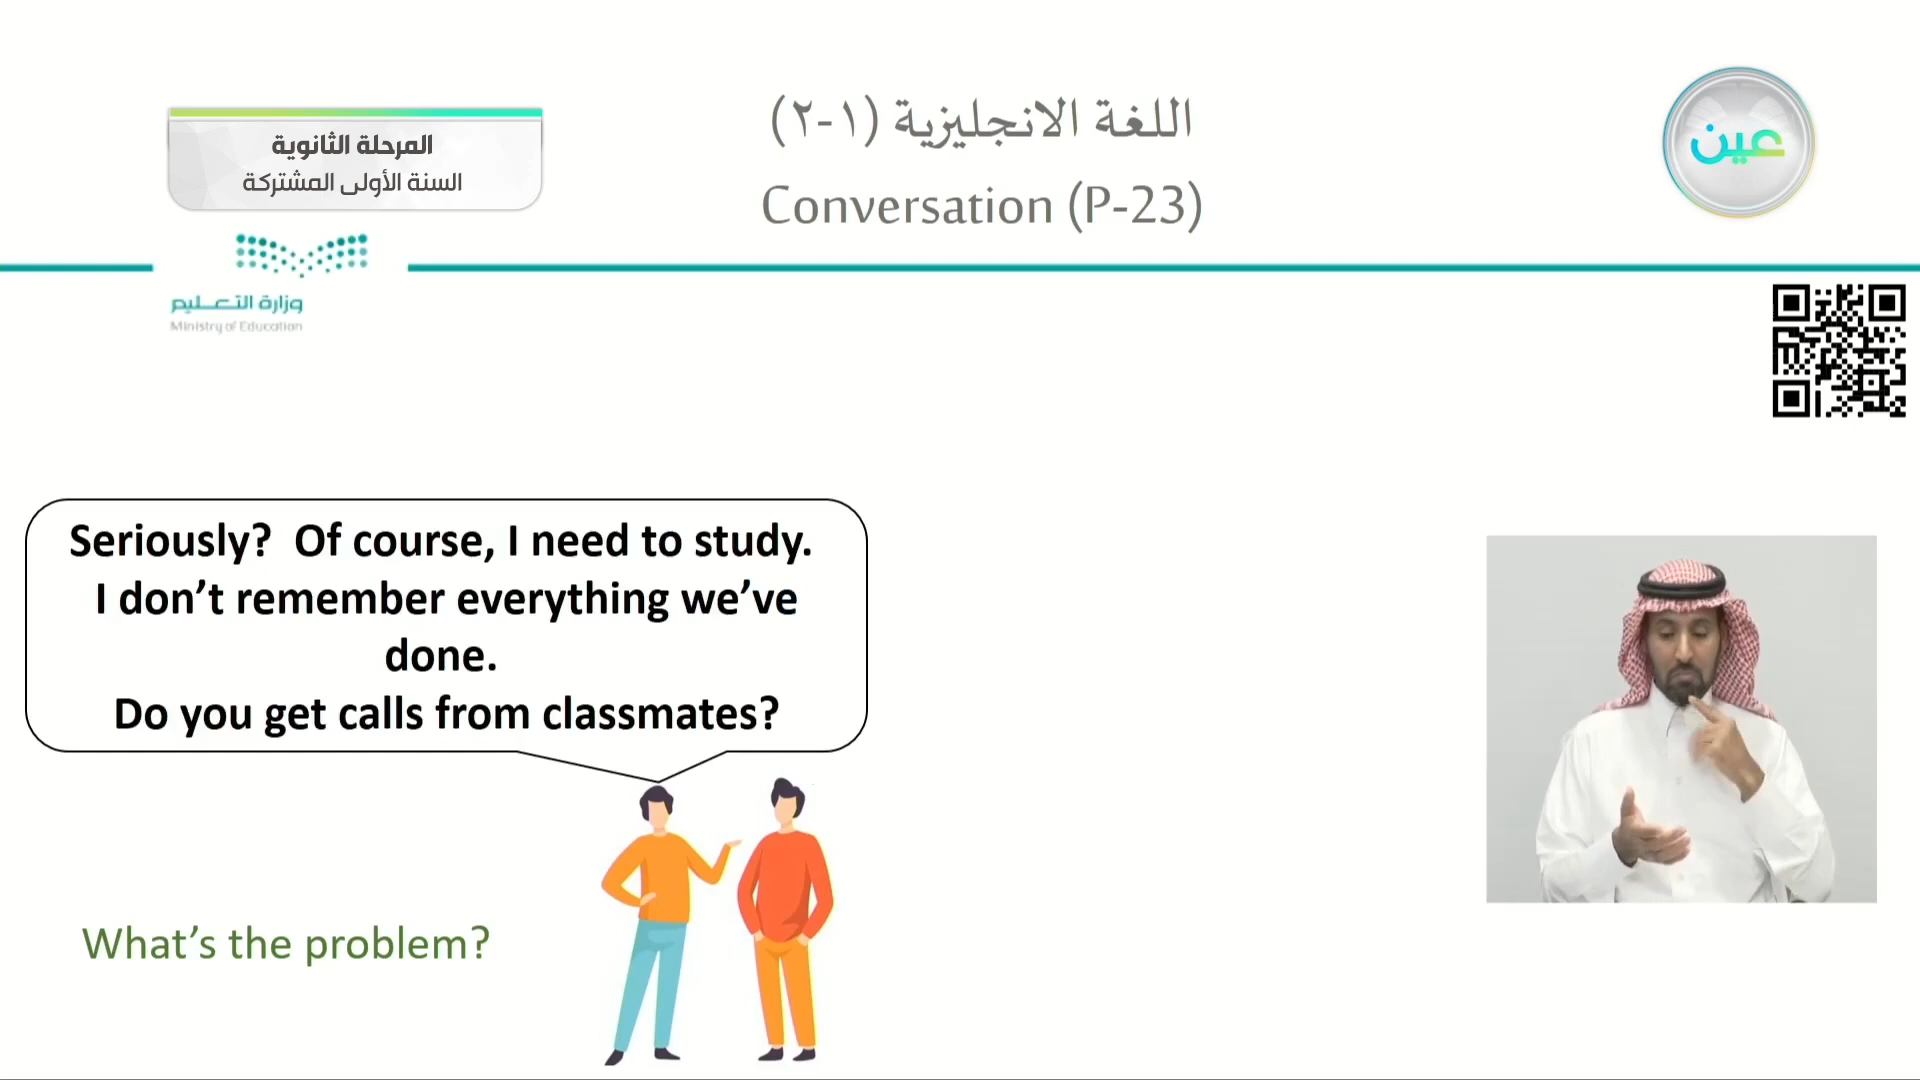 المرحلة الثانوية
السنة الأولى المشتركة
اللغة الانجليزية (١-٢)
Conversation (P-23)
عين
وزارة التعليم
Ministry of Education
Seriously? Of course, I need to study.
I don’t remember everything we’ve
done.
Do you get calls from classmates?
What’s the problem?